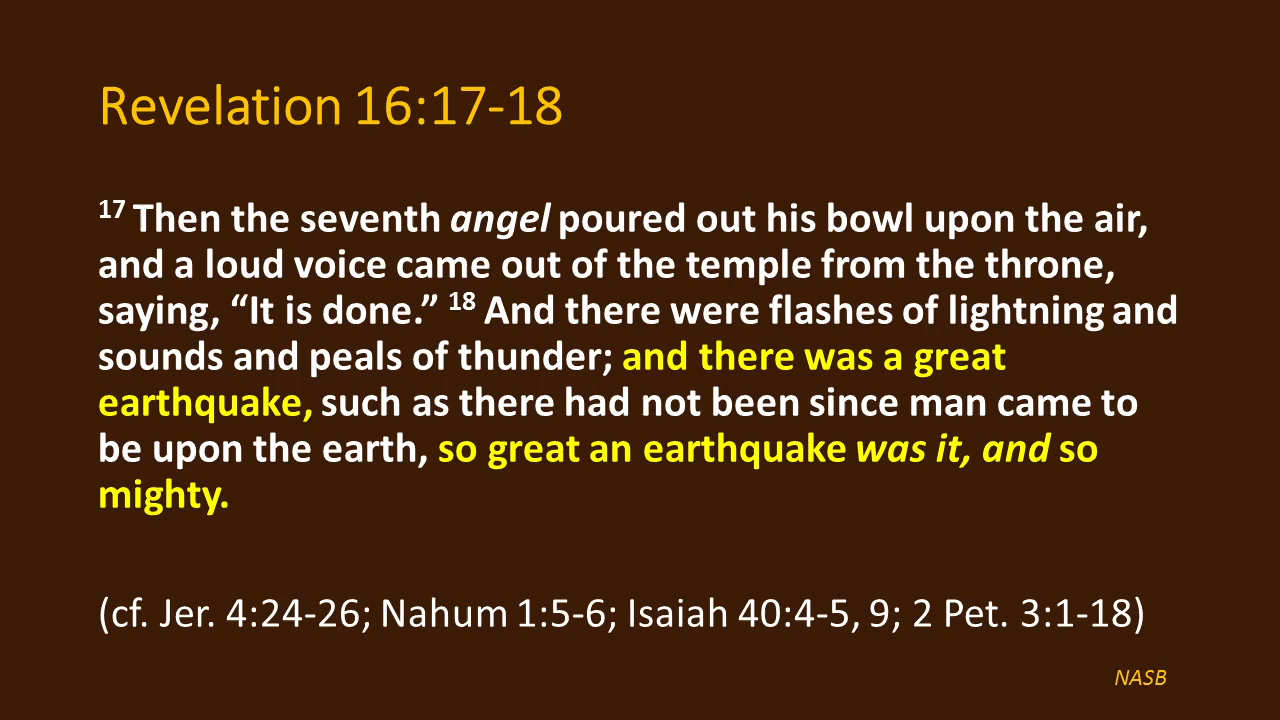 Revelation 16:17-18
17 Then the seventh angel poured out his bowl upon the air,
and a loud voice came out of the temple from the throne,
saying, “It is done.” 18 And there were flashes of lightning and
sounds and peals of thunder; and there was a great
earthquake, such as there had not been since man came to
be upon the earth, so great an earthquake was it, and so
mighty.
(cf. Jer. 4:24-26; Nahum 1:5-6; Isaiah 40:4-5, 9; 2 Pet. 3:1-18)
NASB